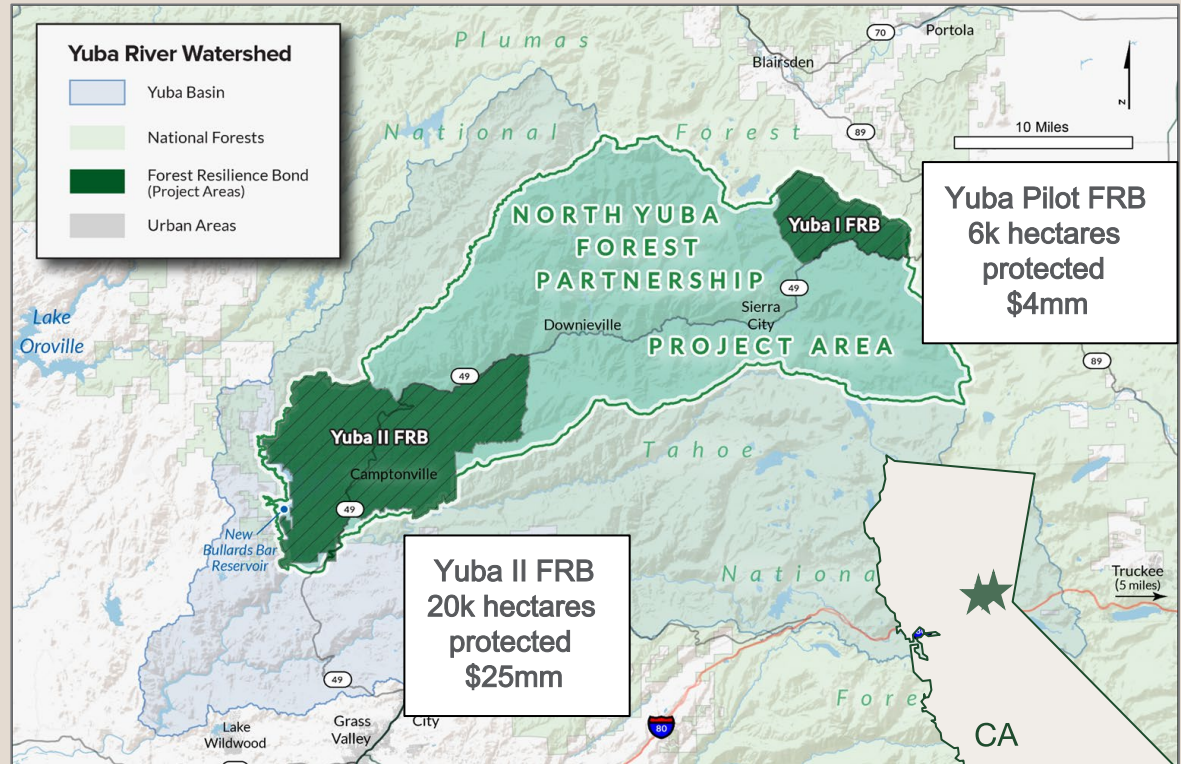 Yuba River Watershed
Yuba Basin
National Forests
Forest Resilience Bond
(Project Areas)
Urban Areas
Plumas
National Forest
70
Portola
Blairsden
89
N
10 Miles
Yuba Pilot FRB
6k hectares
protected
$4mm
NORTH YUBA
FOREST
PARTNERSHIP
PROJECT AREA
Yuba I FRB
49
Sierra
City
Downieville
Lake
Oroville
89
49
Yuba II FRB
Camptonville
49
Tahoe
New
Bullards Bar
Reservoir
Yuba II FRB
20k hectares
protected
$25mm
Nationa
Truckee
(5 miles)
49
Fore
Lake
Wildwood
Grass
Valley
City
80
CA